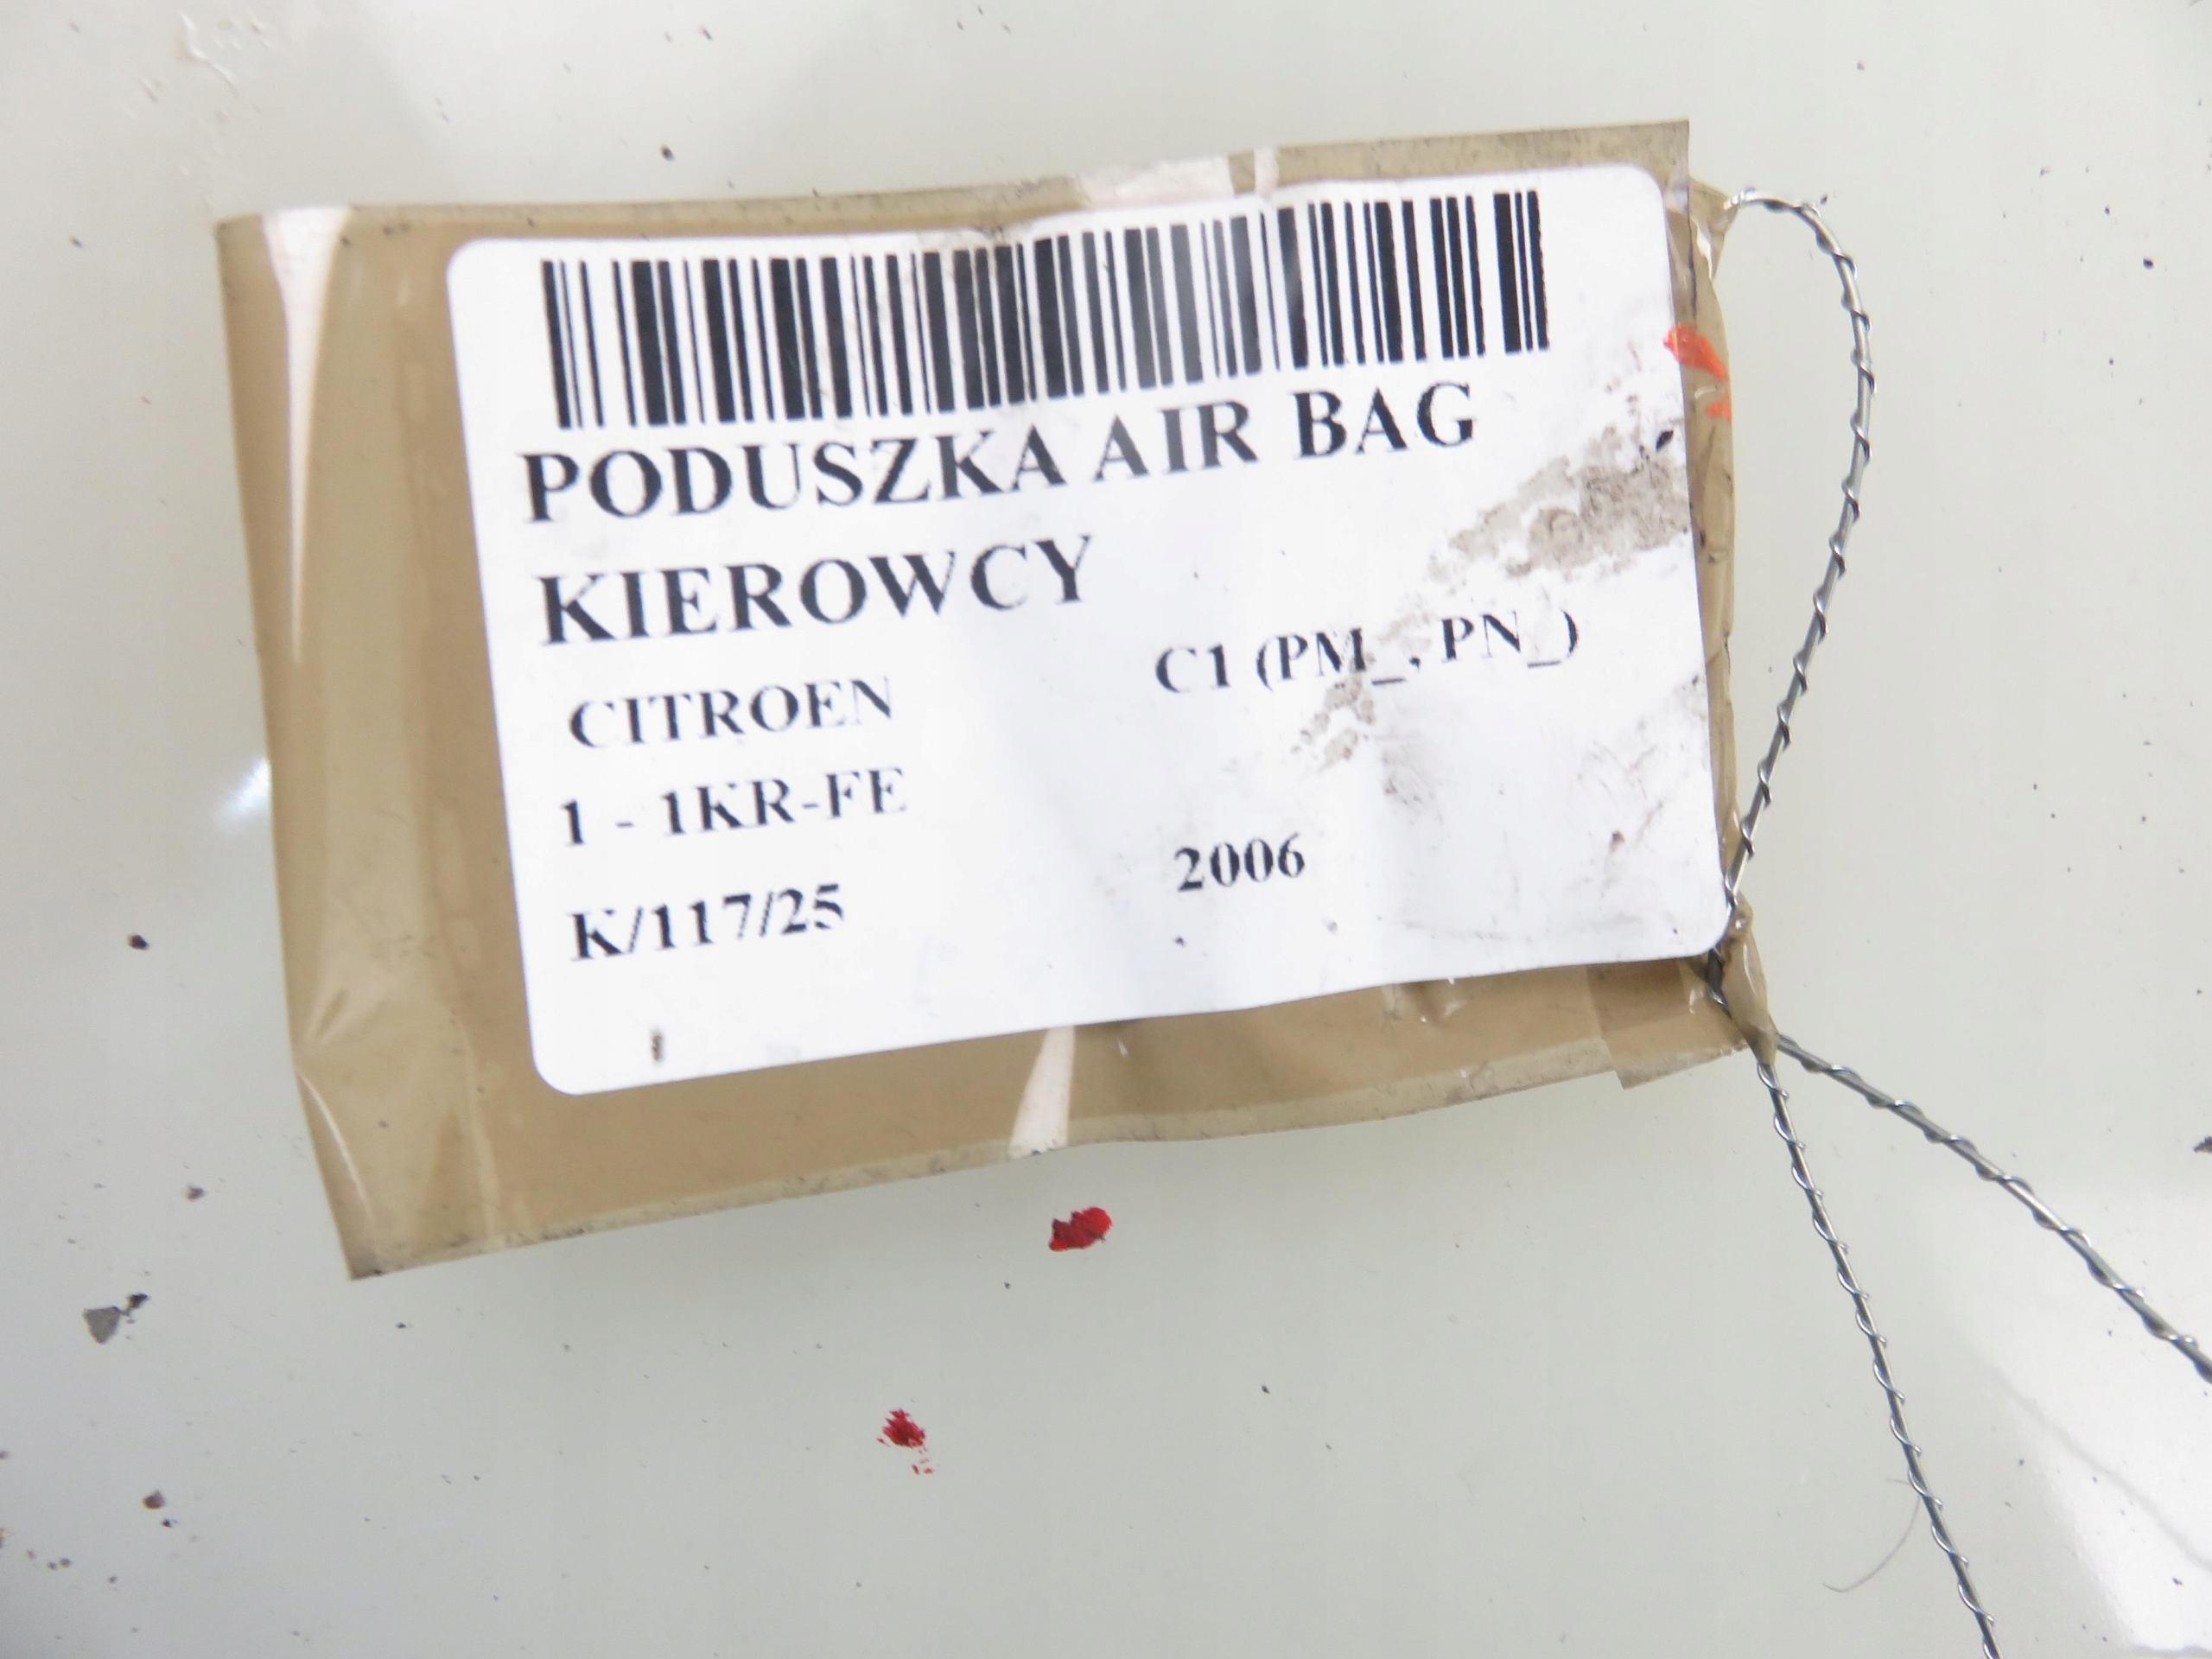 PODUSZKA AIR BAG
KIEROWCY
CITROEN C1 (PM_, PN_)
1 - 1KR-FE
K/117/25 2006